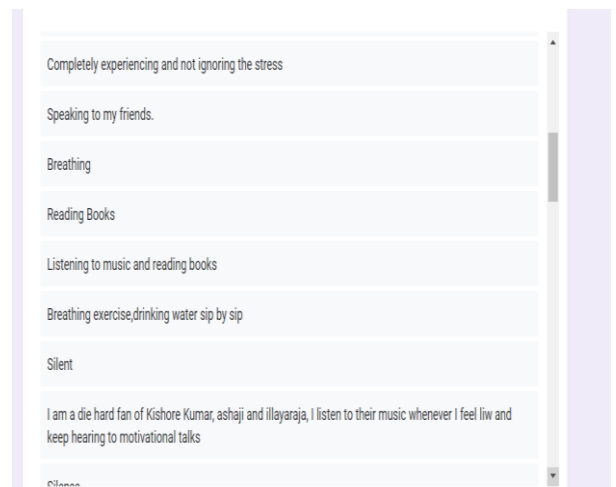 Completely experiencing and not ignoring the stress
Speaking to my friends.
Breathing
Reading Books
Listening to music and reading books
Breathing exercise,drinking water sip by sip
Silent
I am a die hard fan of Kishore Kumar, ashaji and illayaraja, I listen to their music whenever I feel liw and
keep hearing to motivational talks
Silence